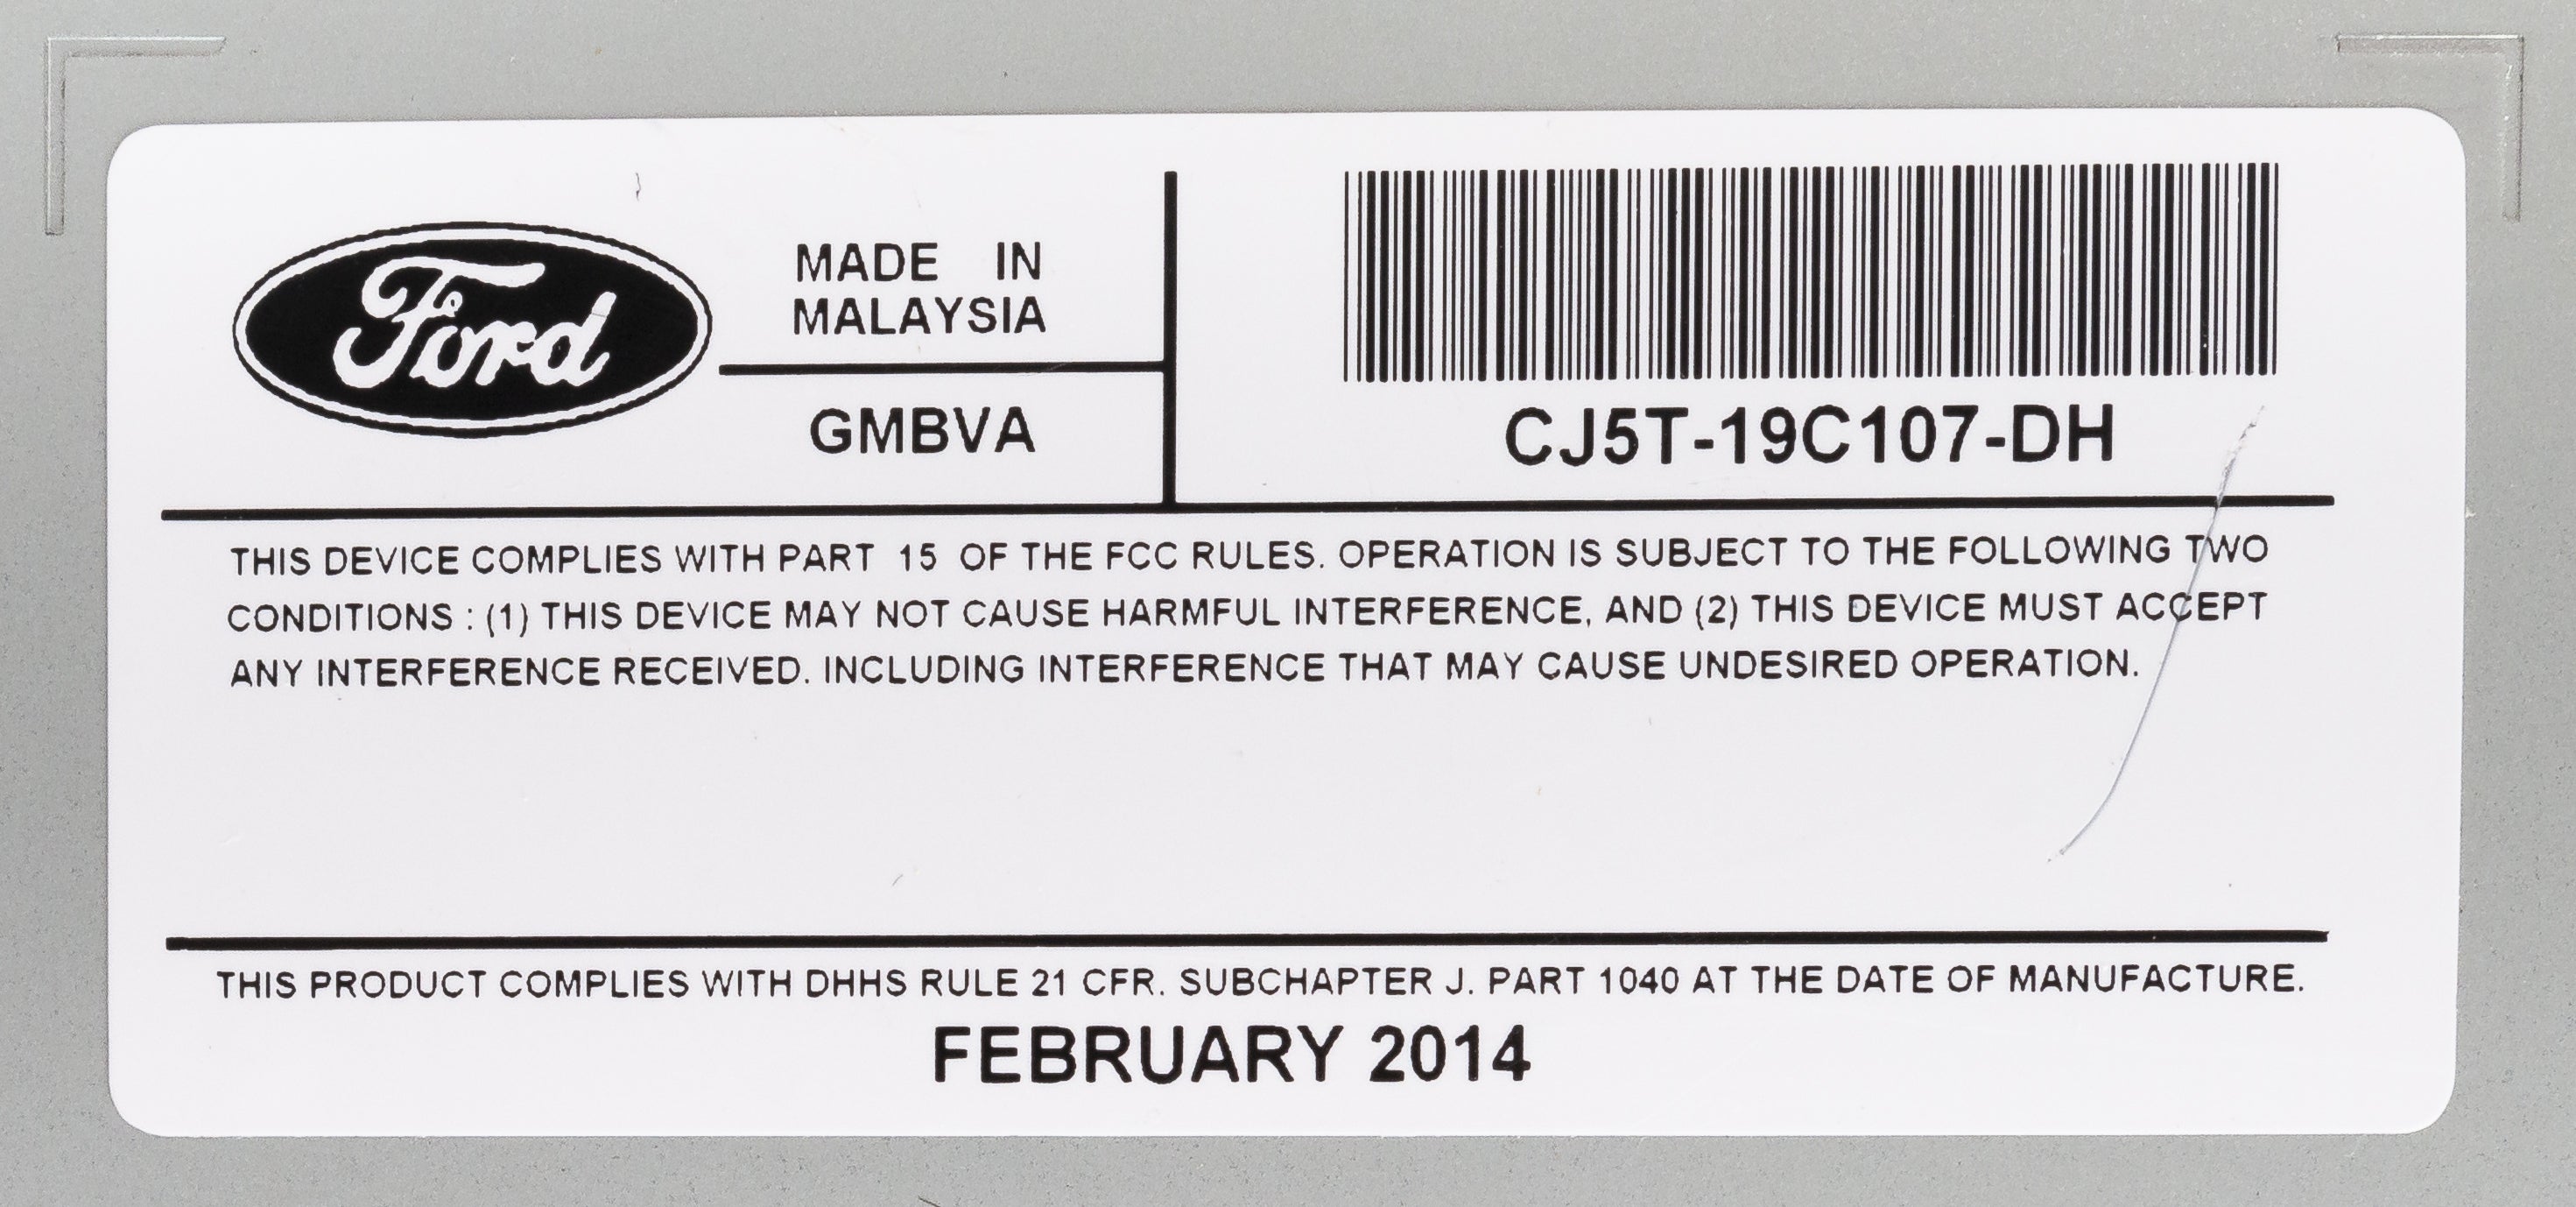 Ford
MADE IN
MALAYSIA
GMBVA
CJ5T-19C107-DH
THIS DEVICE COMPLIES WITH PART 15 OF THE FCC RULES. OPERATION IS SUBJECT TO THE FOLLOWING TWO
CONDITIONS : (1) THIS DEVICE MAY NOT CAUSE HARMFUL INTERFERENCE, AND (2) THIS DEVICE MUST ACCEPT
ANY INTERFERENCE RECEIVED. INCLUDING INTERFERENCE THAT MAY CAUSE UNDESIRED OPERATION.
THIS PRODUCT COMPLIES WITH DHHS RULE 21 CFR. SUBCHAPTER J. PART 1040 AT THE DATE OF MANUFACTURE.
FEBRUARY 2014